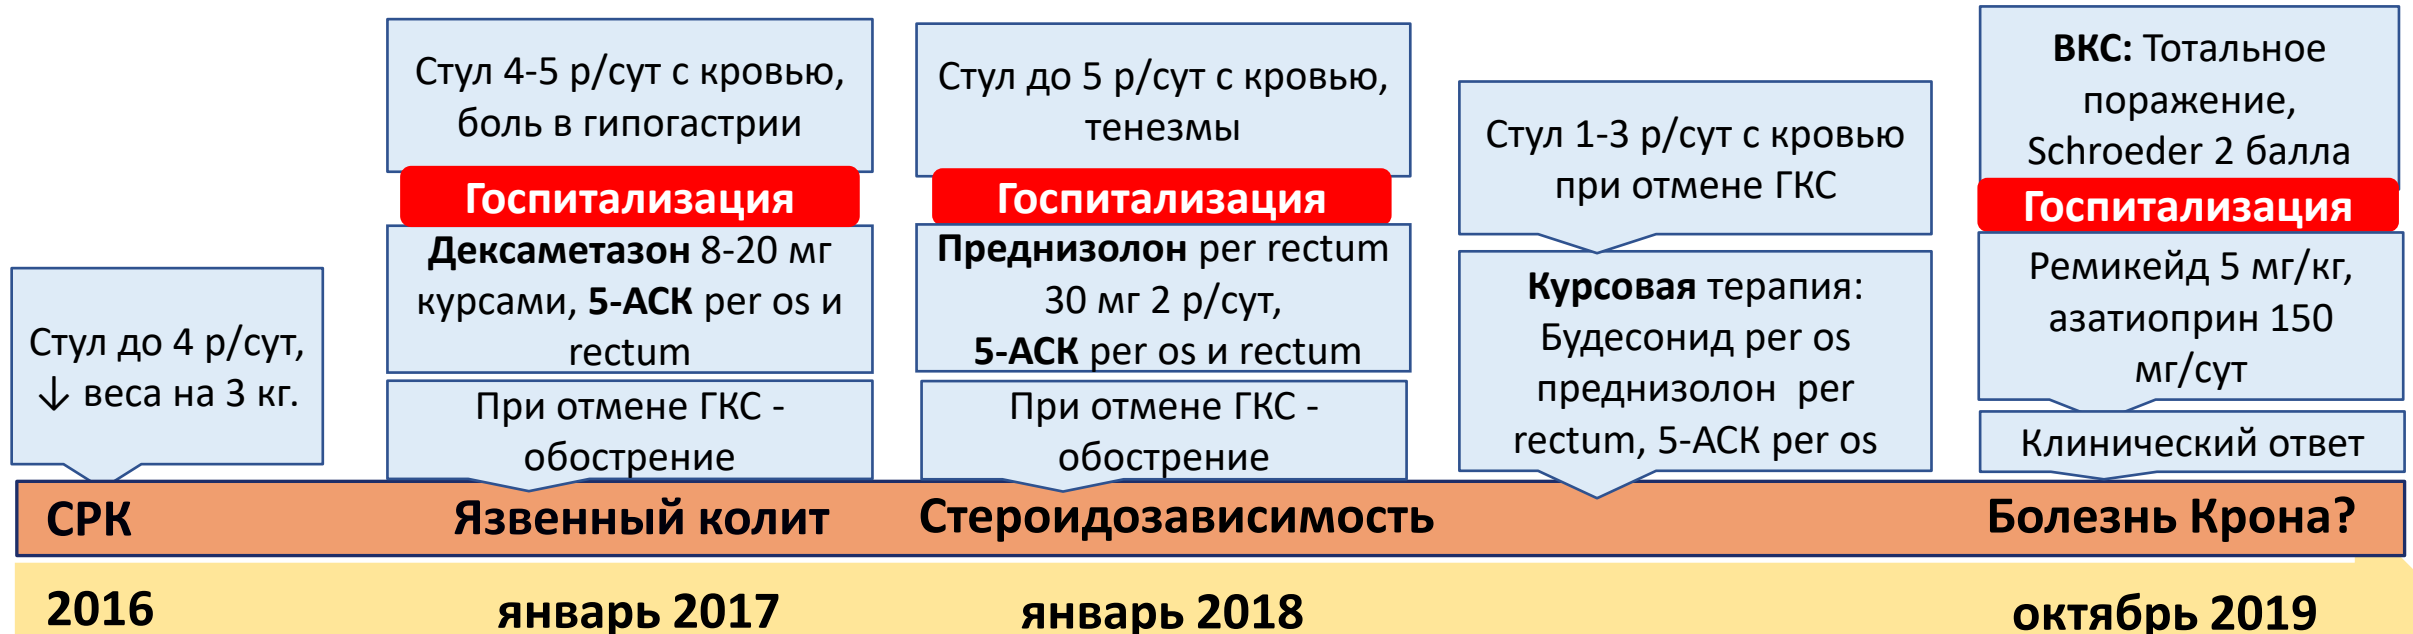 Стул до 4 р/сут,
↓ веса на 3 кг.
Стул 4-5 р/сут с кровью,
боль в гипогастрии
Госпитализация
Дексаметазон 8-20 мг
курсами, 5-АСК per os и
rectum
При отмене ГКС -
обострение
Стул до 5 р/сут с кровью,
тенезмы
Госпитализация
Преднизолон per rectum
30 мг 2 р/сут,
5-АСК per os и rectum
При отмене ГКС -
обострение
Стул 1-3 р/сут с кровью
при отмене ГКС
Курсовая терапия:
Будесонид per os
преднизолон per
rectum, 5-АСК per os
ВКС: Тотальное
поражение,
Schroeder 2 балла
Госпитализация
Ремикейд 5 мг/кг,
азатиоприн 150
мг/сут
Клинический ответ
СРК
Язвенный колит
Стероидозависимость
Болезнь Крона?
2016
январь 2017
январь 2018
октябрь 2019